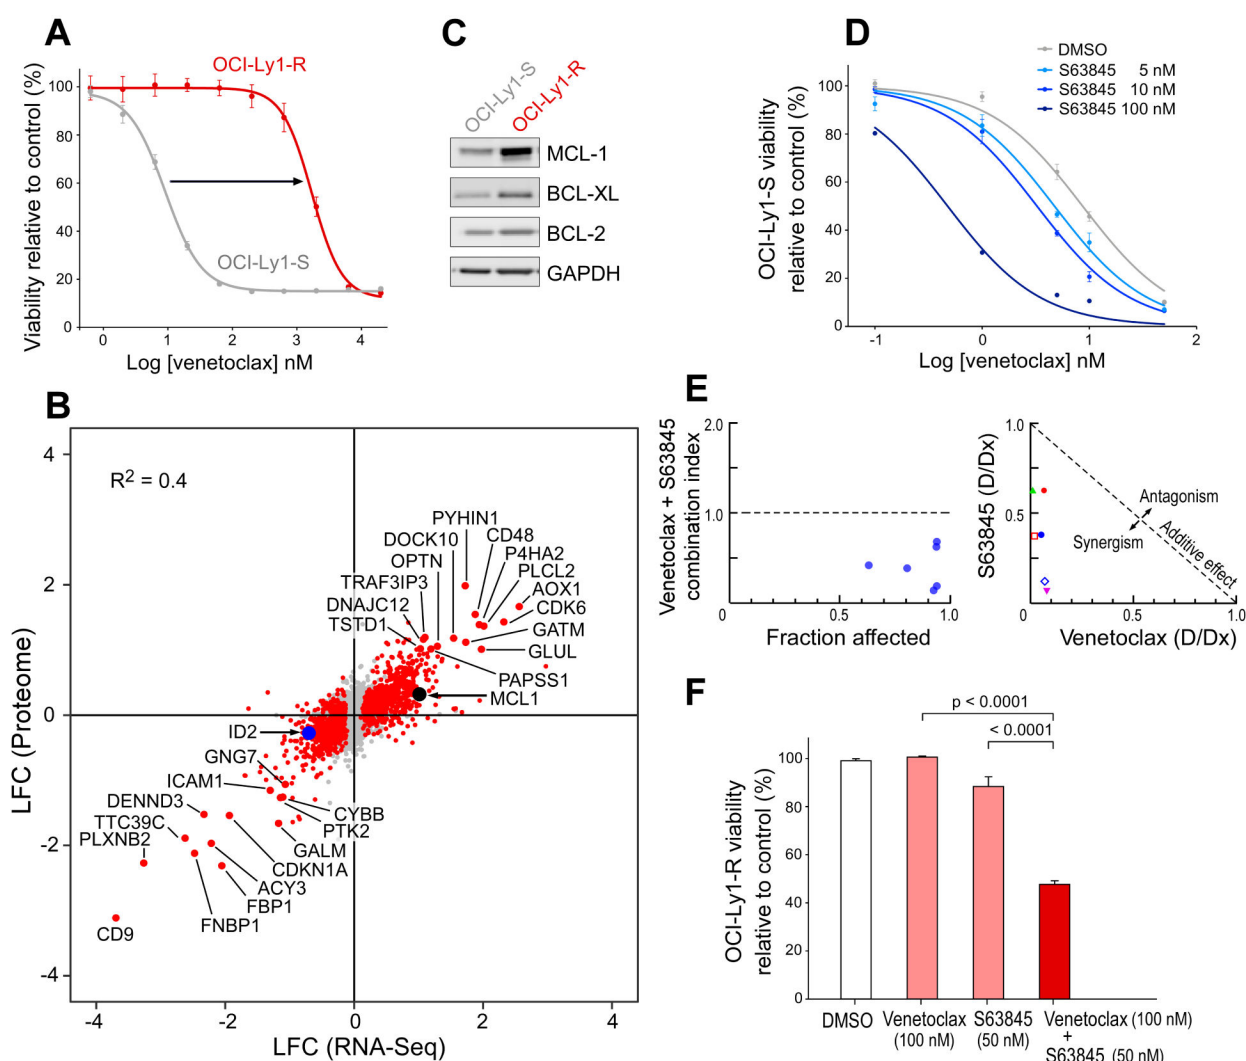 A
Viability relative to control (%)
100
80
60
40
20
0
OCI-Ly1-R
OCI-Ly1-S
0
1
2
3
4
Log [venetoclax] nM
C
OCI-Ly1-S
OCI-Ly1-R
MCL-1
BCL-XL
BCL-2
GAPDH
D
OCI-Ly1-S viability
relative to control (%)
100
80
60
40
20
0
DMSO
S63845 5 nM
S63845 10 nM
S63845 100 nM
-1
0
1
2
Log [venetoclax] nM
B
LFC (Proteome)
4
2
0
-2
-4
R2 = 0.4
PYHIN1
CD48
DOCK10
P4HA2
OPTN
PLCL2
TRAF3IP3
AOX1
DNAJC12
CDK6
TSTD1
GATM
GLUL
PAPSS1
MCL1
ID2
GNG7
ICAM1
DENND3
CYBB
TTC39C
PTK2
PLXNB2
GALM
CDKN1A
ACY3
FBP1
FNBP1
CD9
-4
-2
0
2
4
LFC (RNA-Seq)
E
Venetoclax + S63845
combination index
2.0
1.0
0
0.5
1.0
Fraction affected
S63845 (D/Dx)
1.0
0.5
0
Antagonism
Synergism
Additive effect
0.5
1.0
Venetoclax (D/Dx)
F
OCI-Ly1-R viability
relative to control (%)
100
80
60
40
20
0
p < 0.0001
< 0.0001
DMSO
Venetoclax
(100 nM)
S63845
(50 nM)
Venetoclax (100 nM)
+
S63845 (50 nM)